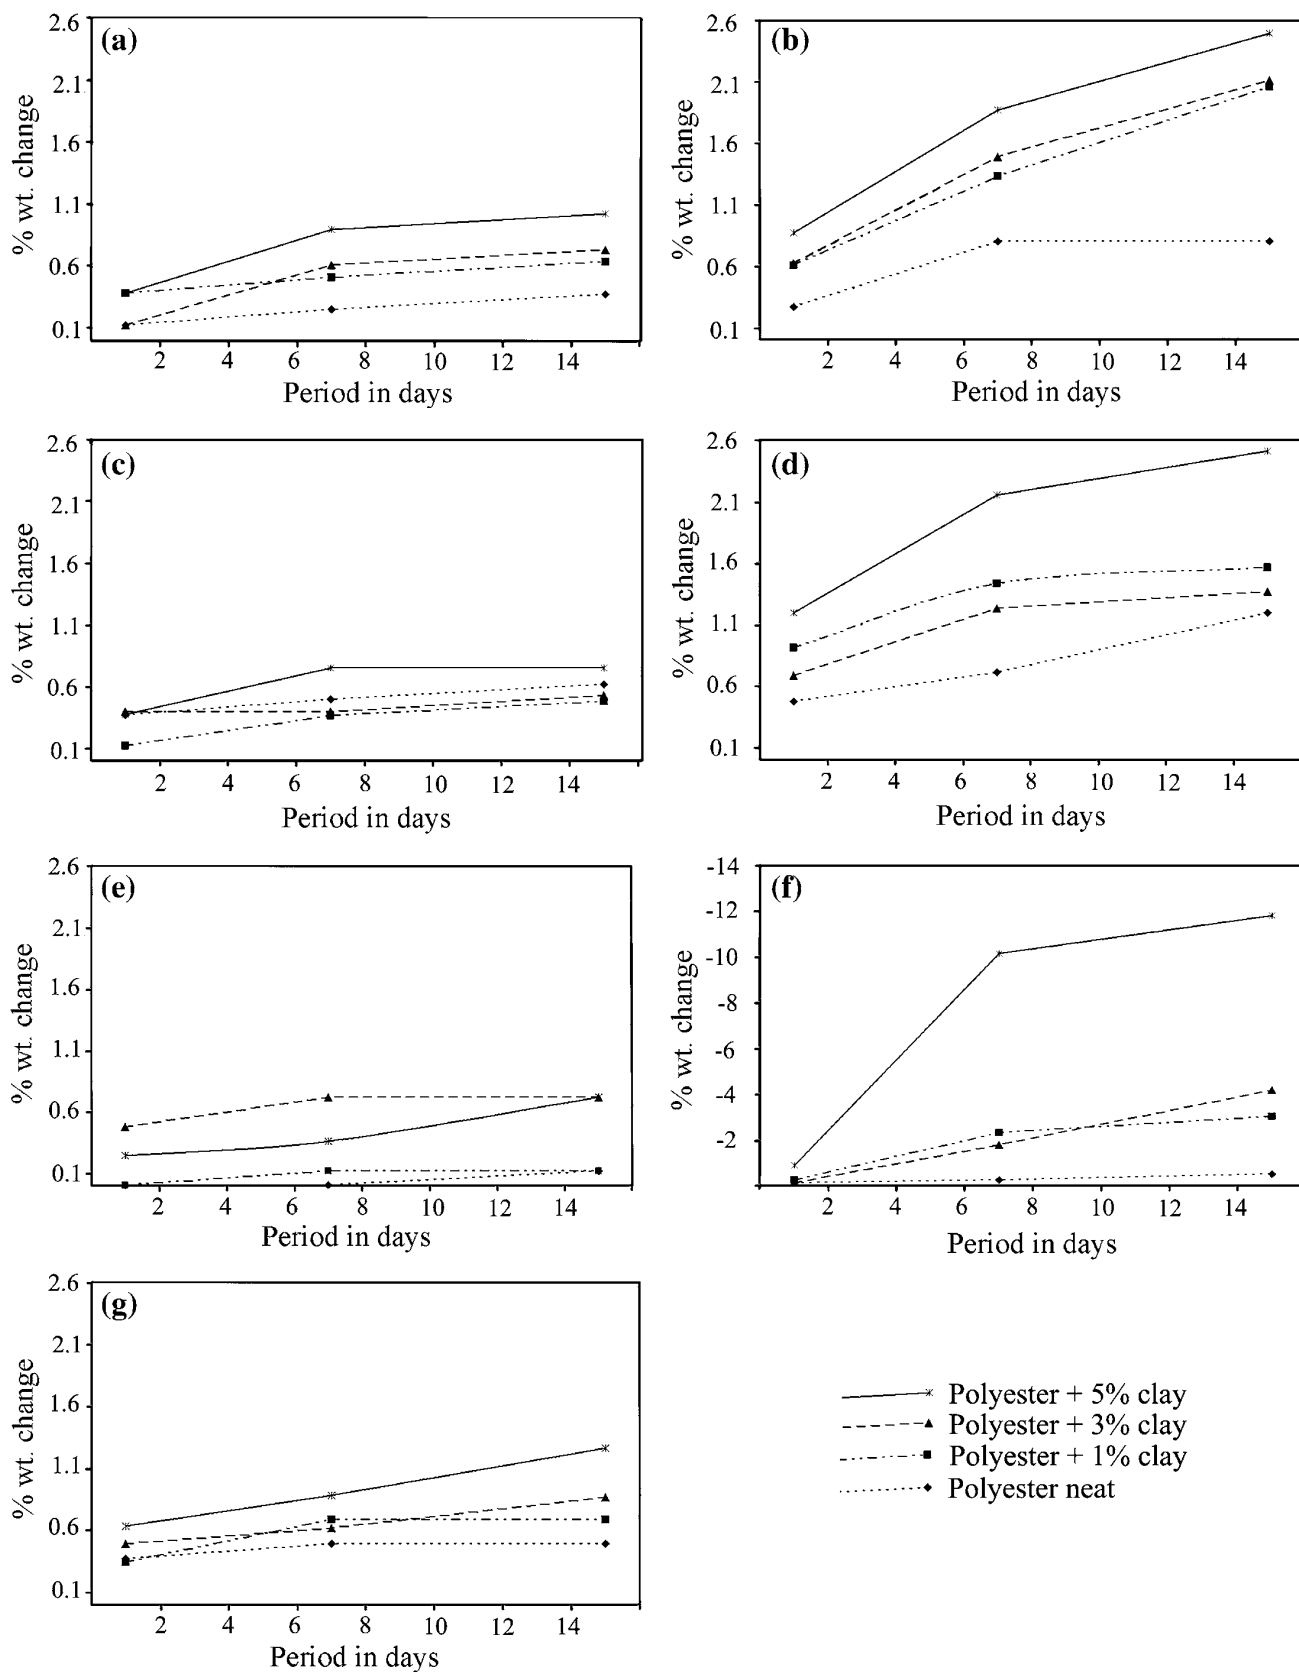 (a)
2.6
2.1
1.6
1.1
0.6
0.1
% wt. change
2 4 6 8 10 12 14
Period in days
(b)
2.6
2.1
1.6
1.1
0.6
0.1
% wt. change
2 4 6 8 10 12 14
Period in days
(c)
2.6
2.1
1.6
1.1
0.6
0.1
% wt. change
2 4 6 8 10 12 14
Period in days
(d)
2.6
2.1
1.6
1.1
0.6
0.1
% wt. change
2 4 6 8 10 12 14
Period in days
(e)
2.6
2.1
1.6
1.1
0.6
0.1
% wt. change
2 4 6 8 10 12 14
Period in days
(f)
-14
-12
-10
-8
-6
-4
-2
% wt. change
2 4 6 8 10 12 14
Period in days
(g)
2.6
2.1
1.6
1.1
0.6
0.1
% wt. change
2 4 6 8 10 12 14
Period in days
Polyester + 5% clay
Polyester + 3% clay
Polyester + 1% clay
Polyester neat